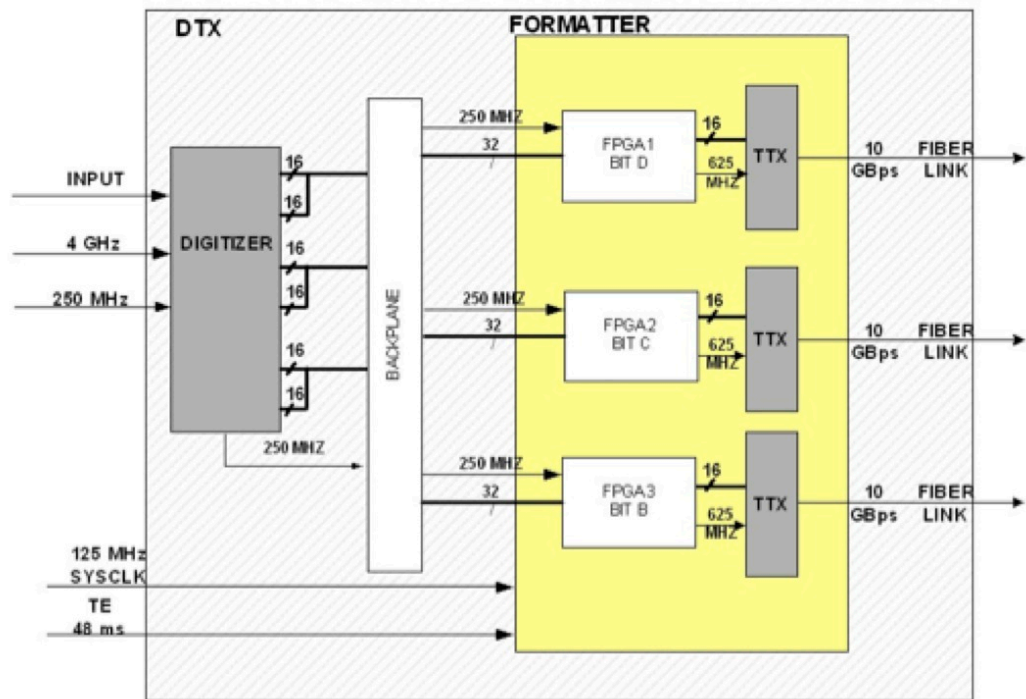 DTX
FORMATTER
INPUT
4 GHz
250 MHz
DIGITIZER
16
16
16
16
16
16
250 MHZ
BACKPLANE
250 MHZ
32
FPGA1
BIT D
16
625
MHZ
TTX
10
GBps
FIBER
LINK
250 MHZ
32
FPGA2
BIT C
16
625
MHZ
TTX
10
GBps
FIBER
LINK
250 MHZ
32
FPGA3
BIT B
16
625
MHZ
TTX
10
GBps
FIBER
LINK
125 MHz
SYSCLK
TE
48 ms